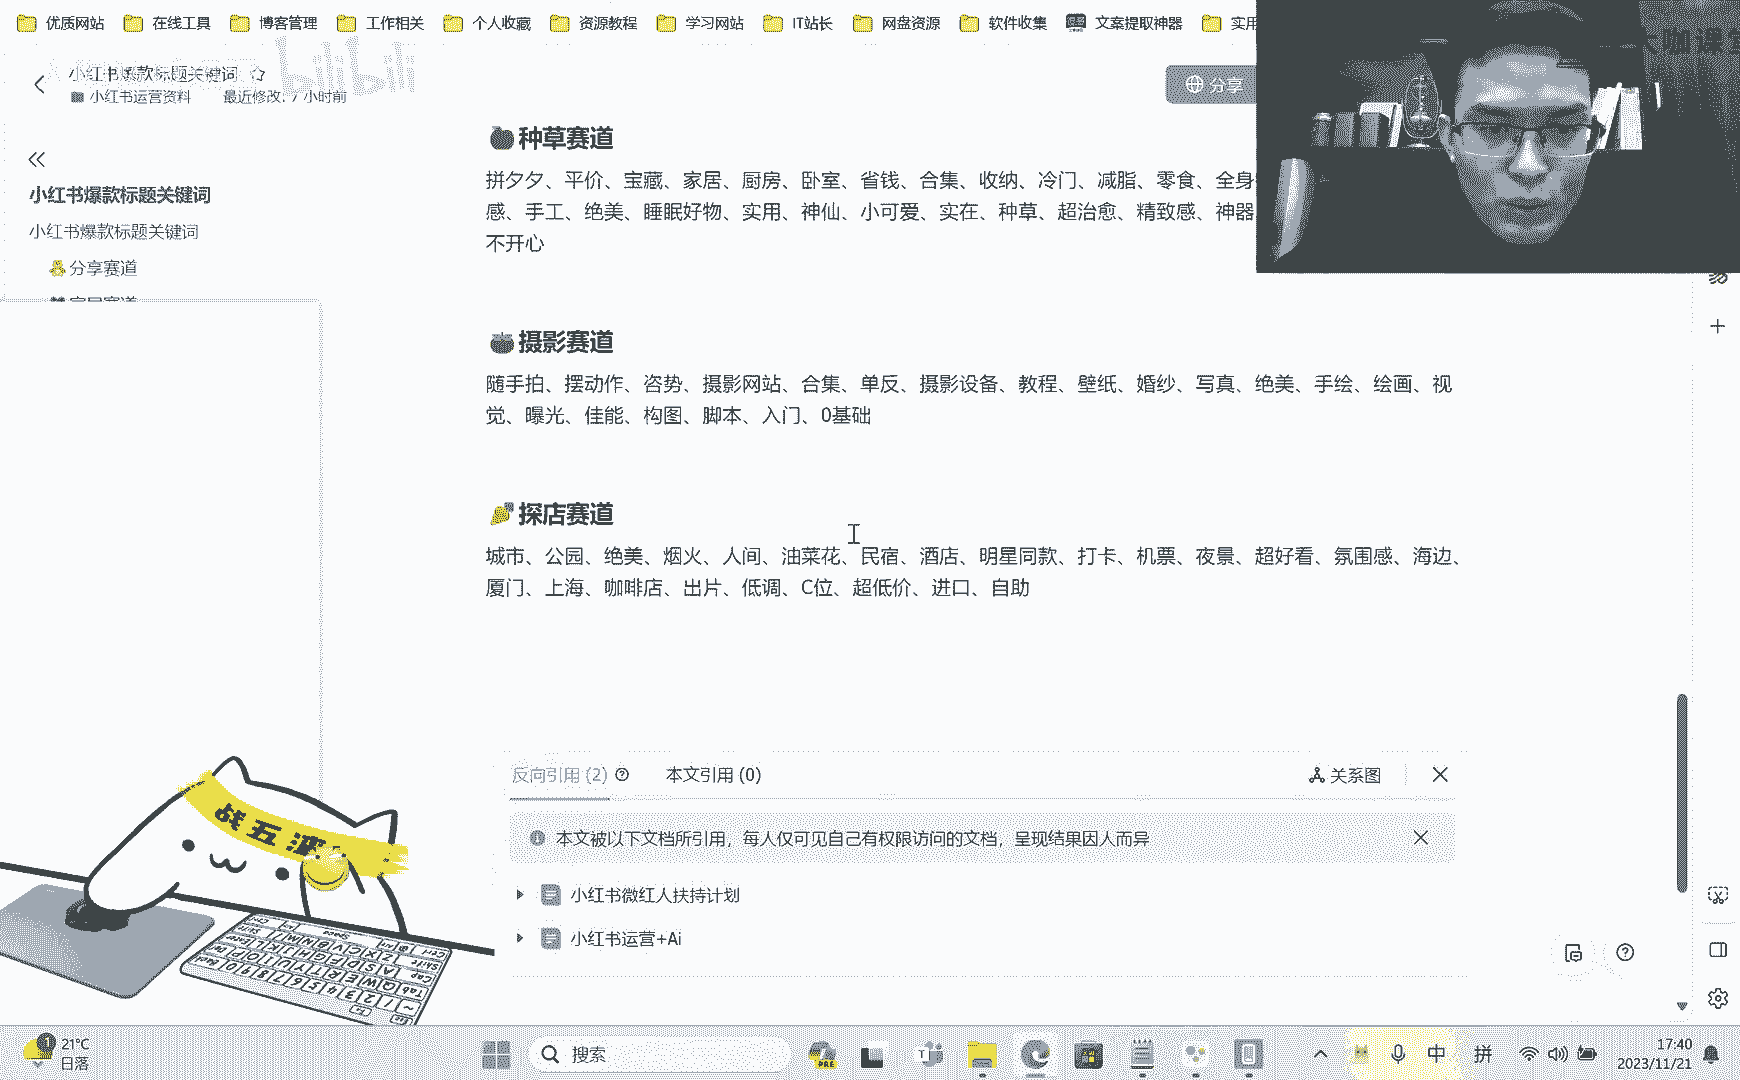 优质网站 在线工具 博客管理 工作相关 个人收藏 资源教程 学习网站 IT站长 网盘资源 软件收集 文案提取神器 实用
bilibili
小红书爆款标题关键词
小红书运营资料 最近修改: 7 小时前
分享
小红书爆款标题关键词
小红书爆款标题关键词
分享赛道
种草赛道
拼夕夕、平价、宝藏、家居、厨房、卧室、省钱、合集、收纳、冷门、减脂、零食、全身
感、手工、绝美、睡眠好物、实用、神仙、小可爱、实在、种草、超治愈、精致感、神器
不开心
摄影赛道
随手拍、摆动作、咨势、摄影网站、合集、单反、摄影设备、教程、壁纸、婚纱、写真、绝美、手绘、绘画、视
觉、曝光、佳能、构图、脚本、入门、0基础
探店赛道
城市、公园、绝美、烟火、人间、油菜花、民宿、酒店、明星同款、打卡、机票、夜景、超好看、氛围感、海边、
厦门、上海、咖啡店、出片、低调、C位、超低价、进口、自助
反向引用 (2) 本文引用 (0) 关系图
本文被以下文档所引用，每人仅可见自己有权限访问的文档，呈现结果因人而异
小红书微红人扶持计划
小红书运营+Ai
战五渣
21°C
日落
搜索
PRE
中 拼
17:40
2023/11/21